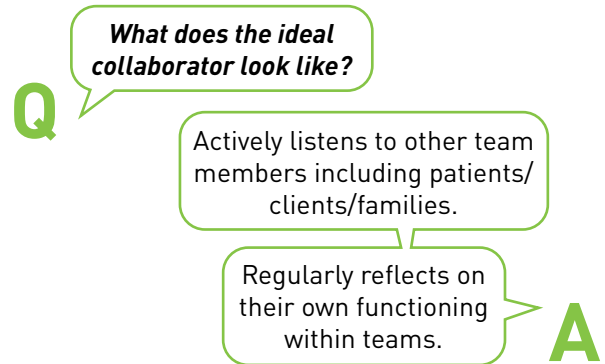 Q
What does the ideal
collaborator look like?
Actively listens to other team
members including patients/
clients/families.
Regularly reflects on
their own functioning
within teams.
A